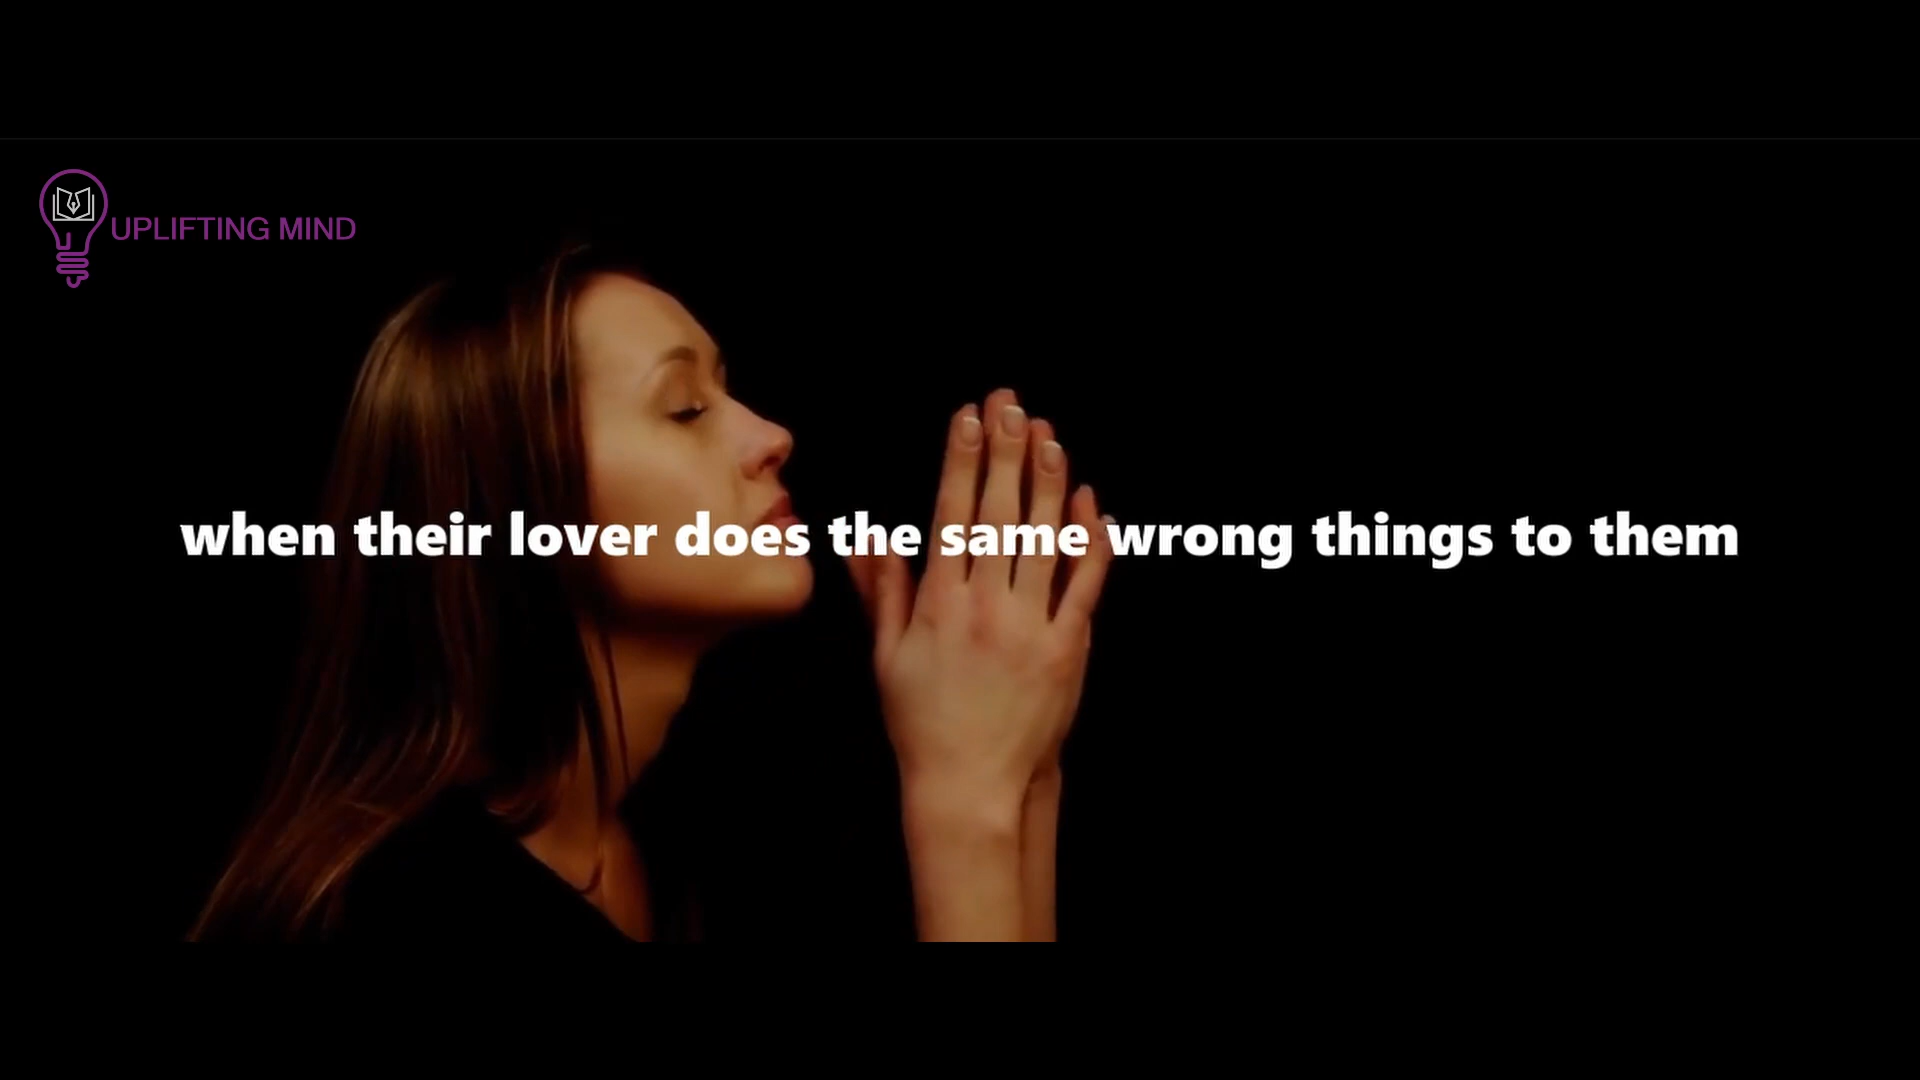 UPLIFTING MIND
when their lover does the same wrong things to them